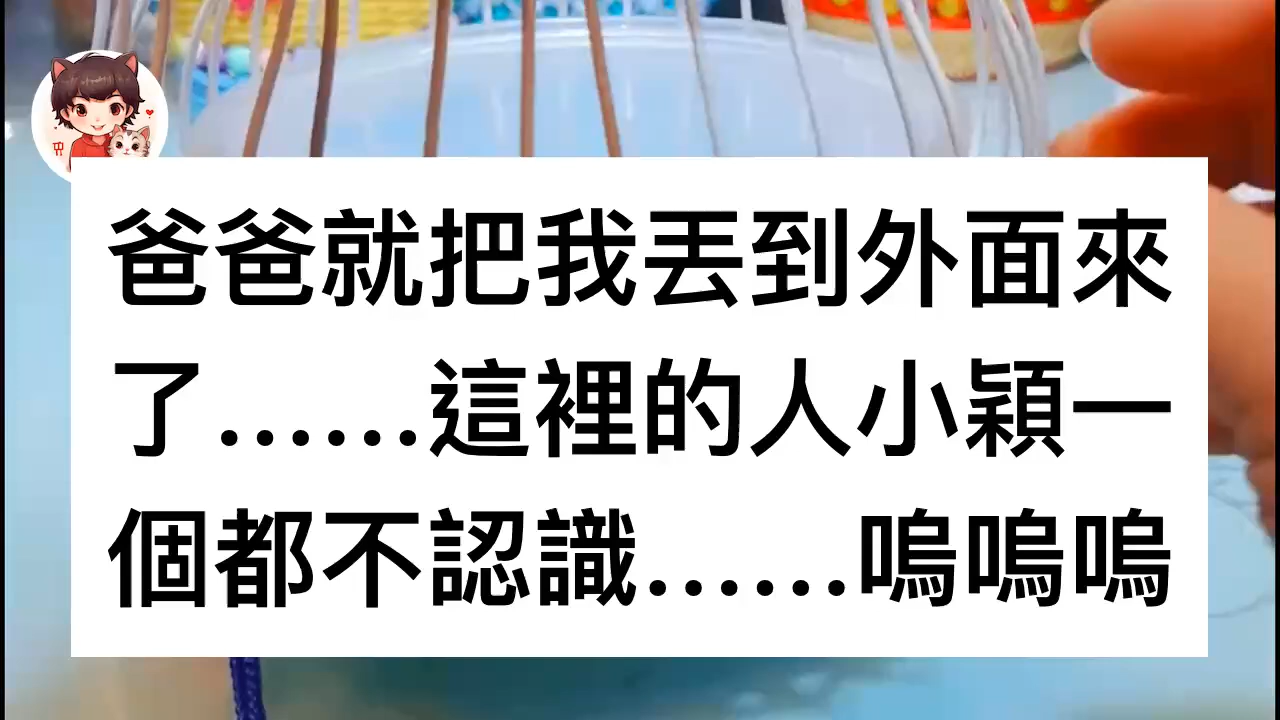 爸爸就把我丟到外面來
了……這裡的人小穎一
個都不認識……嗚嗚嗚